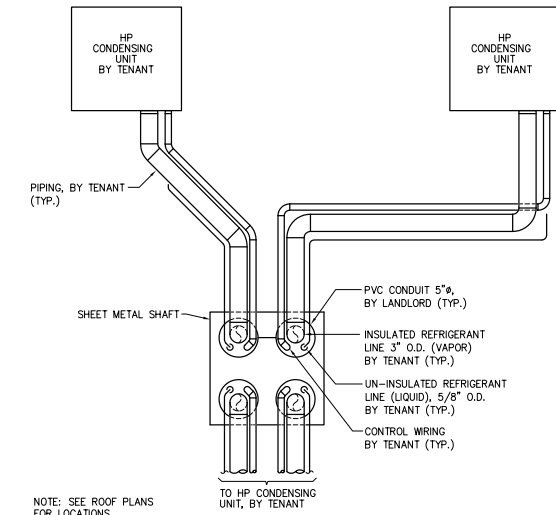 HP
CONDENSING
UNIT
BY TENANT
HP
CONDENSING
UNIT
BY TENANT
PIPING, BY TENANT
(TYP.)
SHEET METAL SHAFT
PVC CONDUIT 5"ø,
BY LANDLORD (TYP.)
INSULATED REFRIGERANT
LINE 3" O.D. (VAPOR)
BY TENANT (TYP.)
UN-INSULATED REFRIGERANT
LINE (LIQUID), 5/8" O.D.
BY TENANT (TYP.)
CONTROL WIRING
BY TENANT (TYP.)
TO HP CONDENSING
UNIT, BY TENANT
NOTE: SEE ROOF PLANS
FOR LOCATIONS